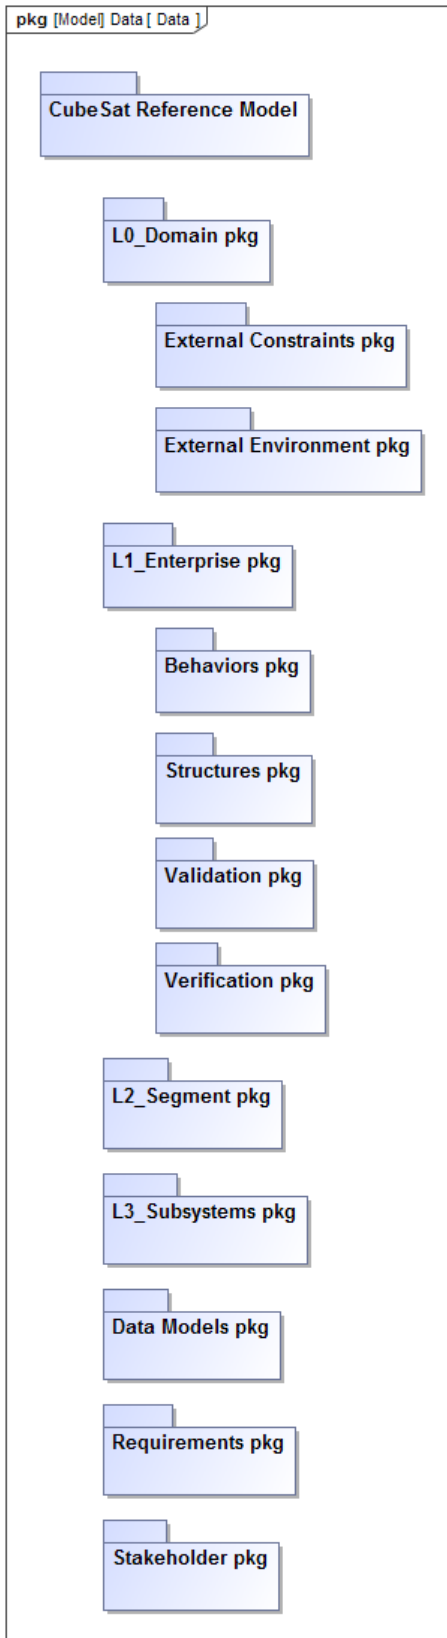 pkg [Model] Data [ Data ]
CubeSat Reference Model
L0_Domain pkg
External Constraints pkg
External Environment pkg
L1_Enterprise pkg
Behaviors pkg
Structures pkg
Validation pkg
Verification pkg
L2_Segment pkg
L3_Subsystems pkg
Data Models pkg
Requirements pkg
Stakeholder pkg